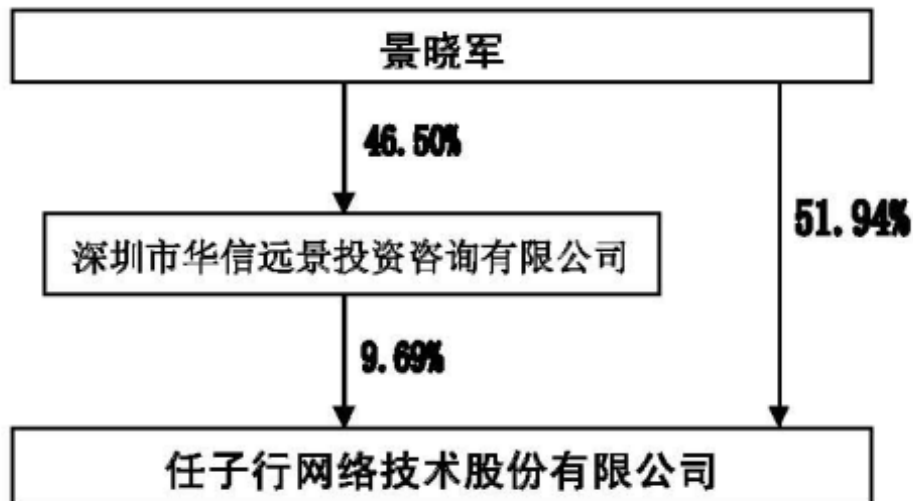 景晓军
46.50%
51.94%
深圳市华信远景投资咨询有限公司
9.69%
任子行网络技术股份有限公司